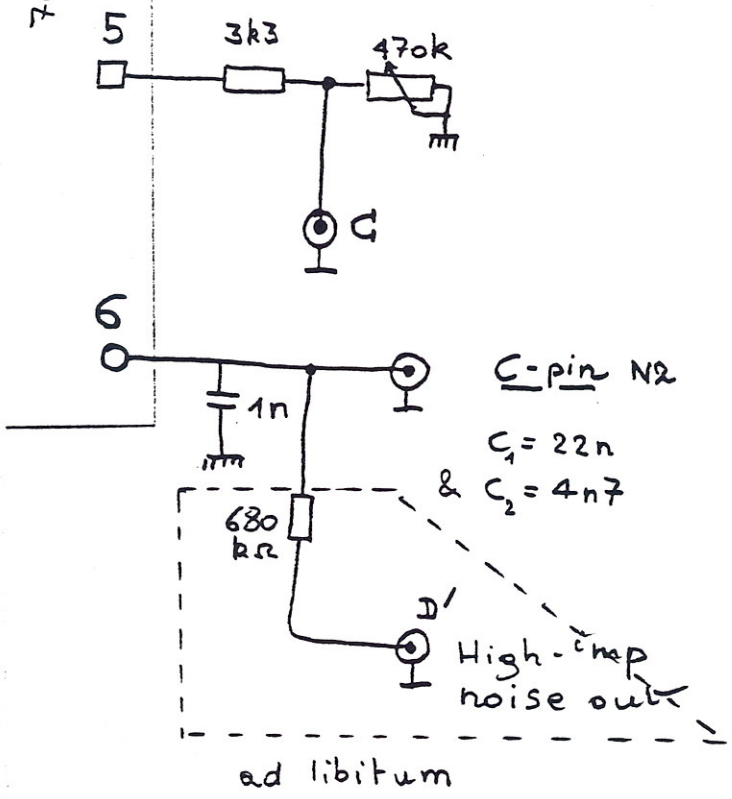 5
3k3
470k
C
6
1n
C-pin N2
C₁ = 22n
& C₂ = 4n7
680
kΩ
D'
High-imp
noise out
ad libitum